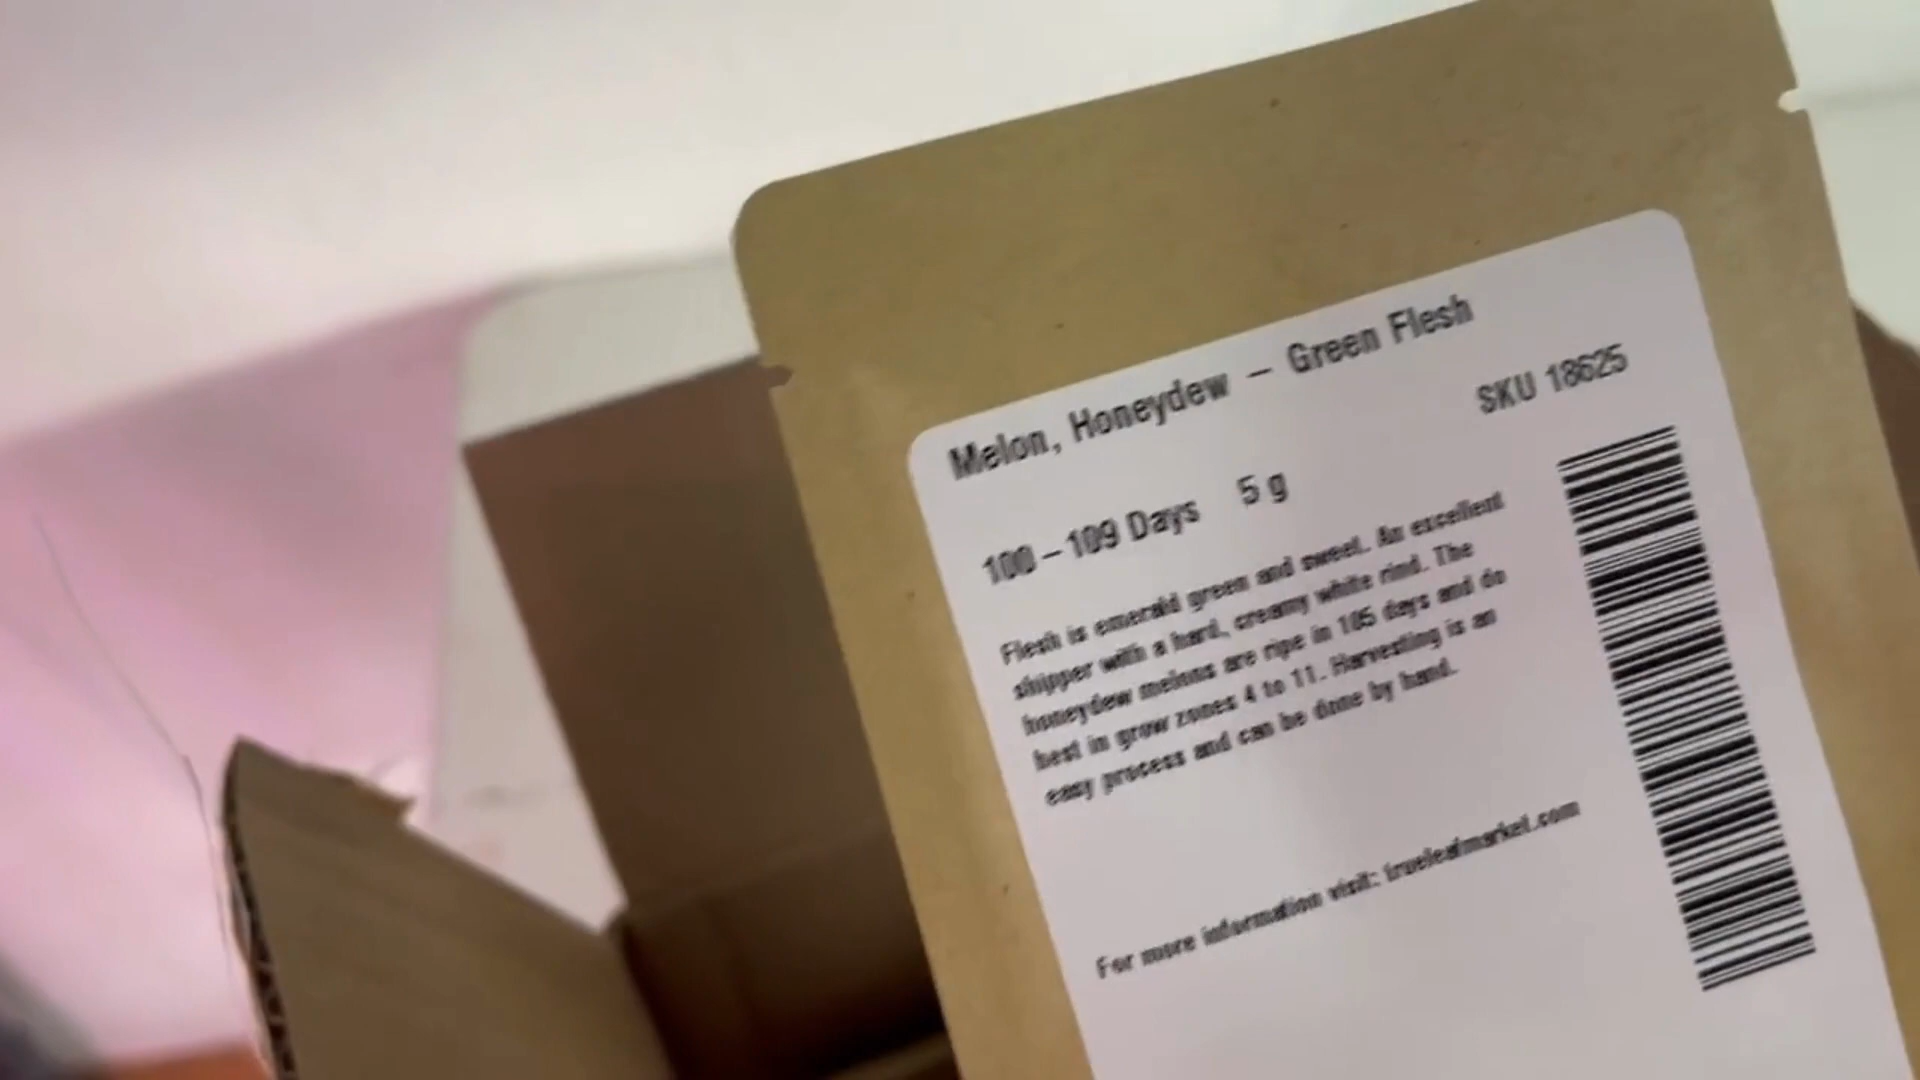 Melon, Honeydew – Green Flesh
SKU 18625
100 – 109 Days 5 g
Flesh is emerald green and sweet. An excellent
shipper with a hard, creamy white rind. The
honeydew melons are ripe in 105 days and do
best in grow zones 4 to 11. Harvesting is an
easy process and can be done by hand.
For more information visit: trueleafmarket.com